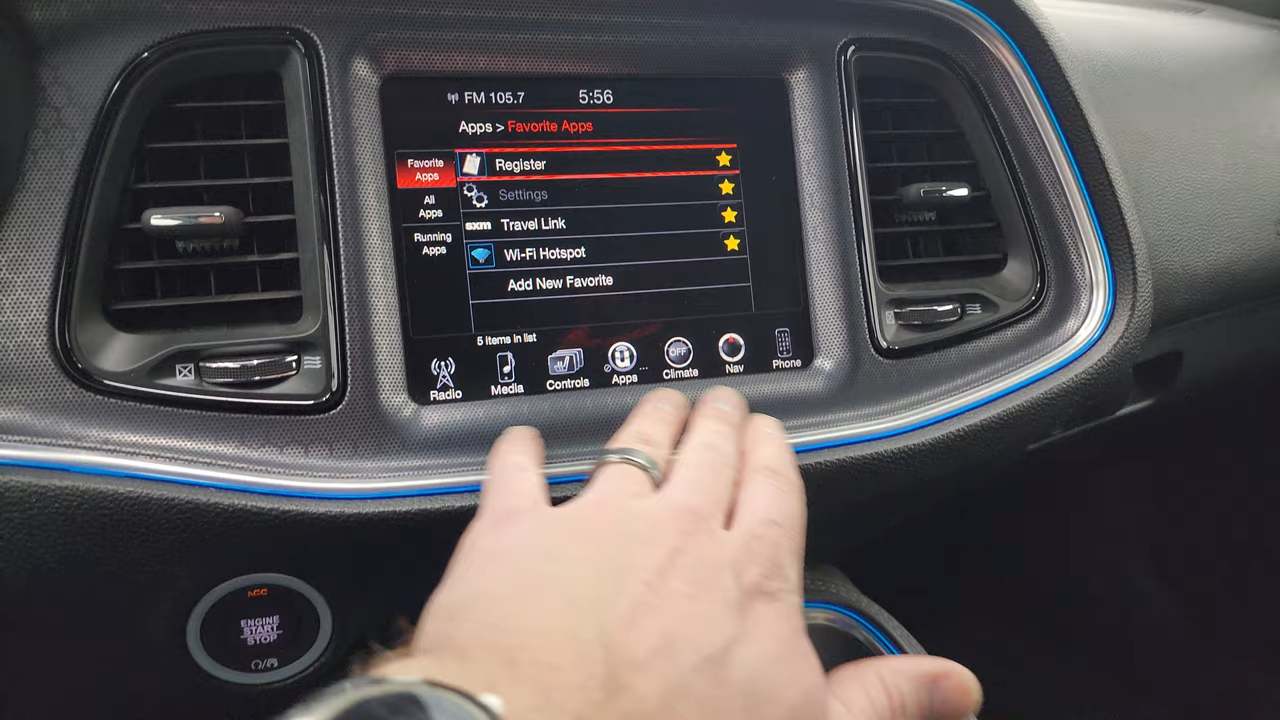 FM 105.7 5:56
Apps > Favorite Apps
Favorite
Apps
All
Apps
Running
Apps
Register
Settings
sxm Travel Link
Wi-Fi Hotspot
Add New Favorite
5 items in list
Radio Media Controls Apps ... OFF Climate Nav Phone
ACC
ENGINE
START
STOP